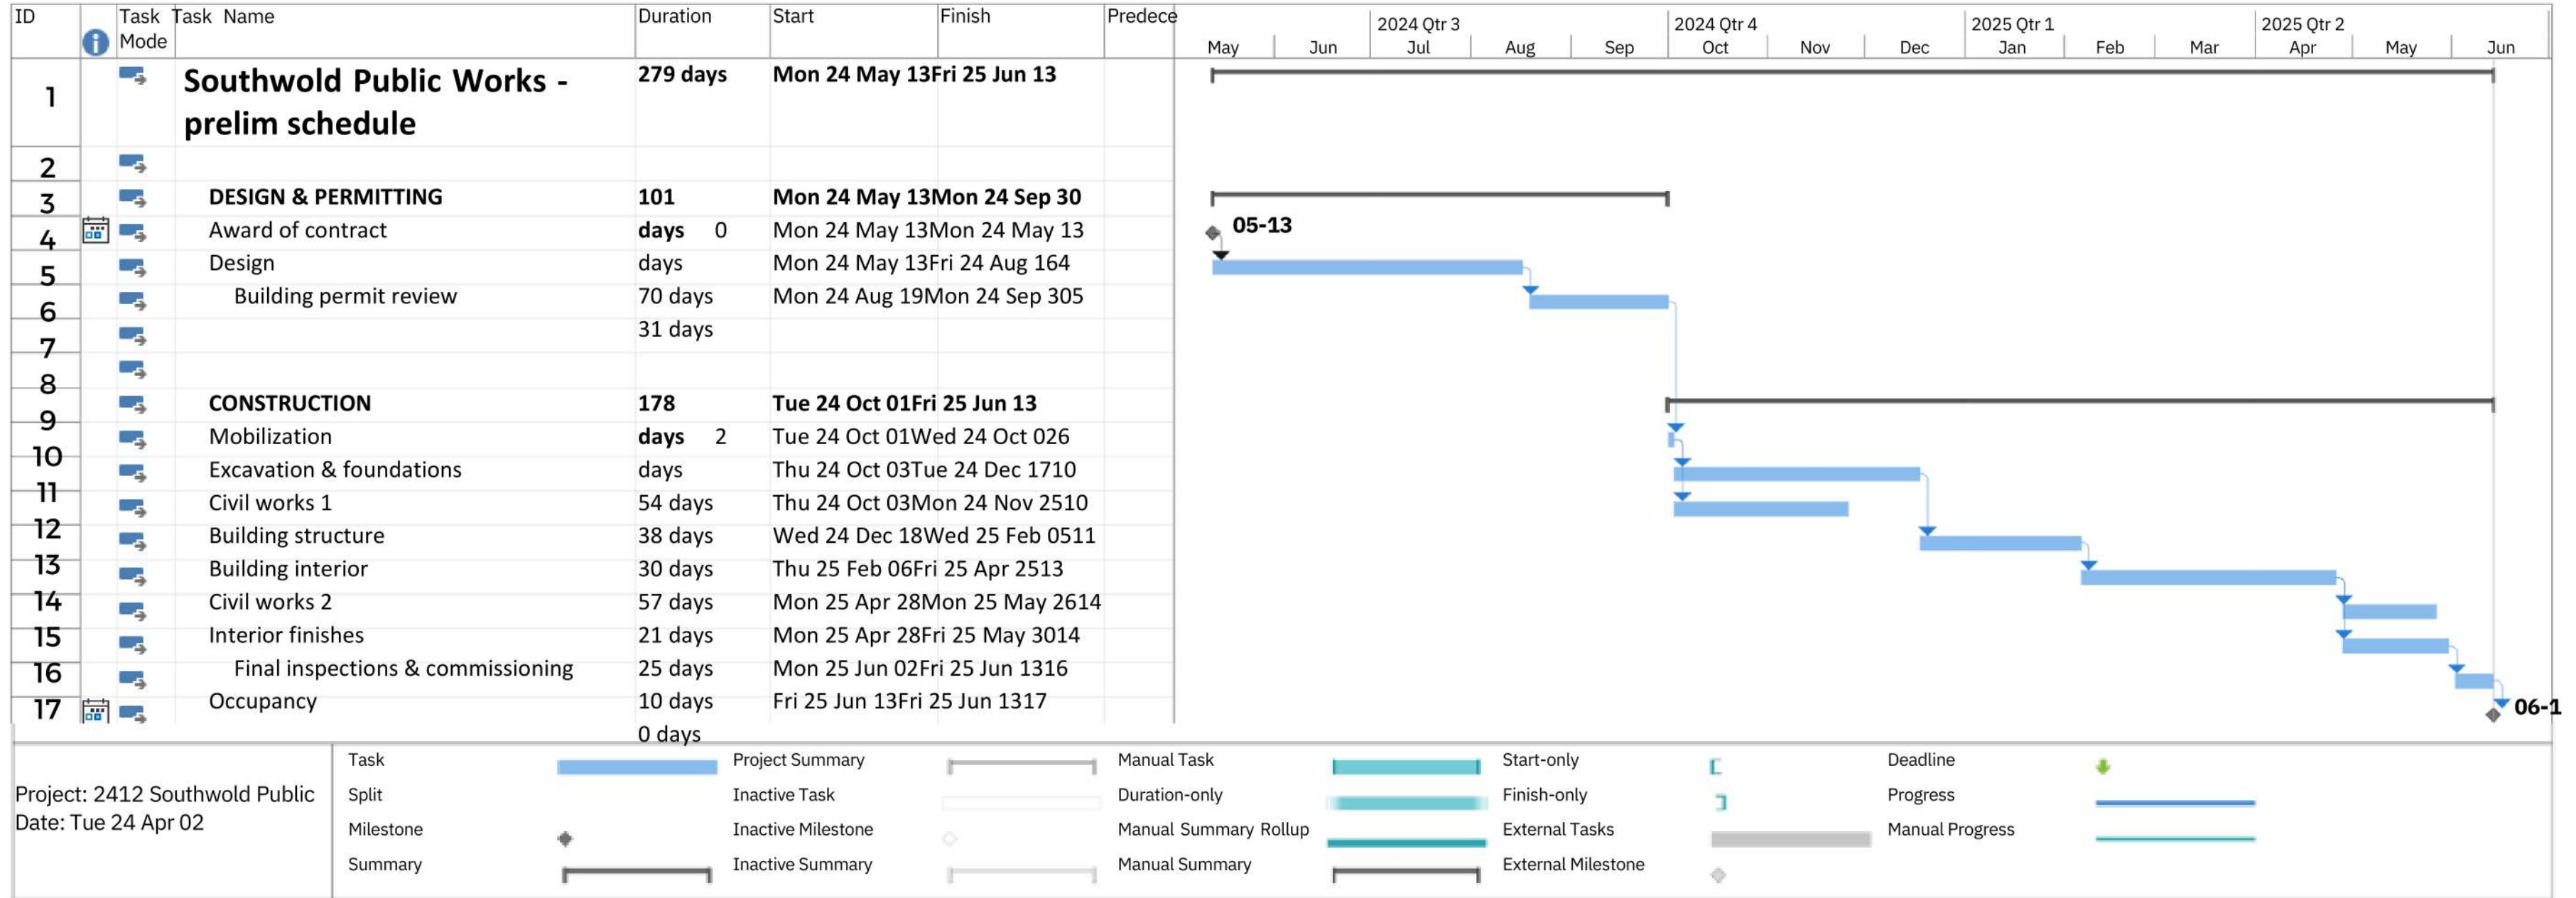 ID Task Mode Task Name Duration Start Finish Predece
2024 Qtr 3 2024 Qtr 4 2025 Qtr 1 2025 Qtr 2
May Jun Jul Aug Sep Oct Nov Dec Jan Feb Mar Apr May Jun
1 Southwold Public Works - 279 days Mon 24 May 13Fri 25 Jun 13
prelim schedule
2
3 DESIGN & PERMITTING 101 Mon 24 May 13Mon 24 Sep 30
4 Award of contract days 0 Mon 24 May 13Mon 24 May 13 05-13
5 Design days Mon 24 May 13Fri 24 Aug 164
6 Building permit review 70 days Mon 24 Aug 19Mon 24 Sep 305
7 31 days
8
9 CONSTRUCTION 178 Tue 24 Oct 01Fri 25 Jun 13
10 Mobilization days 2 Tue 24 Oct 01Wed 24 Oct 026
11 Excavation & foundations days Thu 24 Oct 03Tue 24 Dec 1710
12 Civil works 1 54 days Thu 24 Oct 03Mon 24 Nov 2510
13 Building structure 38 days Wed 24 Dec 18Wed 25 Feb 0511
14 Building interior 30 days Thu 25 Feb 06Fri 25 Apr 2513
15 Civil works 2 57 days Mon 25 Apr 28Mon 25 May 2614
16 Interior finishes 21 days Mon 25 Apr 28Fri 25 May 3014
17 Final inspections & commissioning 25 days Mon 25 Jun 02Fri 25 Jun 1316
Occupancy 10 days Fri 25 Jun 13Fri 25 Jun 1317 06-1
0 days
Project: 2412 Southwold Public
Date: Tue 24 Apr 02
Task Project Summary Manual Task Start-only Deadline
Split Inactive Task Duration-only Finish-only Progress
Milestone Inactive Milestone Manual Summary Rollup External Tasks Manual Progress
Summary Inactive Summary Manual Summary External Milestone